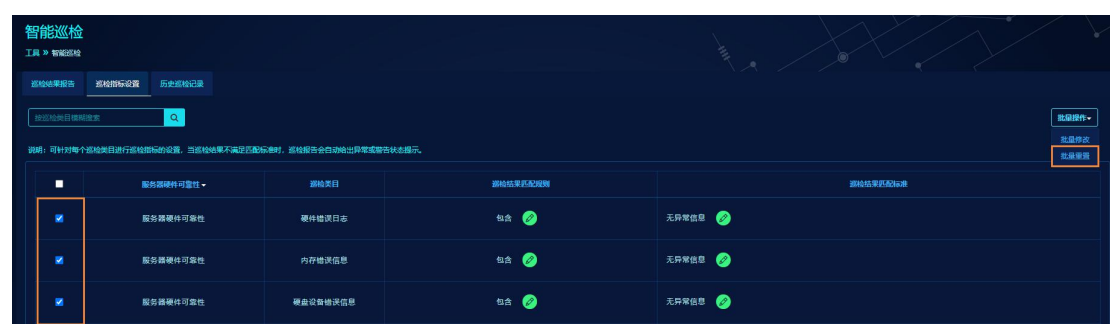 智能巡检
工具 » 智能巡检
巡检结果报告 巡检指标设置 历史巡检记录
按巡检类目模糊搜索
批量操作
批量修改
批量重置
说明：可针对每个巡检类目进行巡检指标的设置，当巡检结果不满足匹配标准时，巡检报告会自动给出异常或警告状态提示。
服务器硬件可靠性 巡检类目 巡检结果匹配规则 巡检结果匹配标准
服务器硬件可靠性 硬件错误日志 包含 无异常信息
服务器硬件可靠性 内存错误信息 包含 无异常信息
服务器硬件可靠性 硬盘设备错误信息 包含 无异常信息